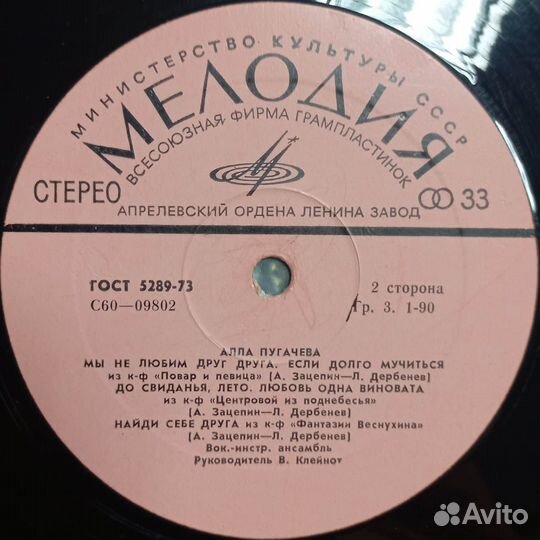 МИНИСТЕРСТВО КУЛЬТУРЫ СССР
МЕЛОДИЯ
ВСЕСОЮЗНАЯ ФИРМА ГРАМПЛАСТИНОК
СТЕРЕО 33
АПРЕЛЕВСКИЙ ОРДЕНА ЛЕНИНА ЗАВОД
ГОСТ 5289-73 2 сторона
С60—09802 Гр. 3. 1-90
АЛЛА ПУГАЧЕВА
МЫ НЕ ЛЮБИМ ДРУГ ДРУГА. ЕСЛИ ДОЛГО МУЧИТЬСЯ
из к-ф «Повар и певица» (А. Зацепин—Л. Дербенев)
ДО СВИДАНЬЯ, ЛЕТО. ЛЮБОВЬ ОДНА ВИНОВАТА
из к-ф «Центровой из поднебесья»
(А. Зацепин—Л. Дербенев)
НАЙДИ СЕБЕ ДРУГА из к-ф «Фантазии Веснухина»
(А. Зацепин—Л. Дербенев)
Вок.-инстр. ансамбль
Руководитель В. Клейнот
Avito